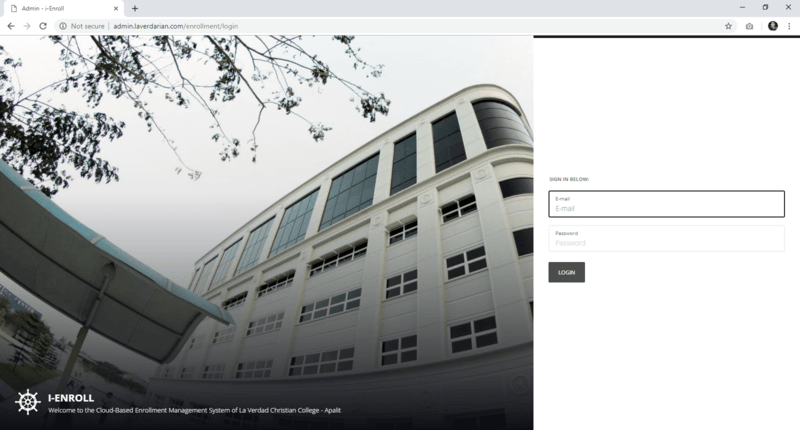 Admin - i-Enroll
Not secure | admin.laverdarian.com/enrollment/login
SIGN IN BELOW:
E-mail
E-mail
Password
Password
LOGIN
I-ENROLL
Welcome to the Cloud-Based Enrollment Management System of La Verdad Christian College - Apalit